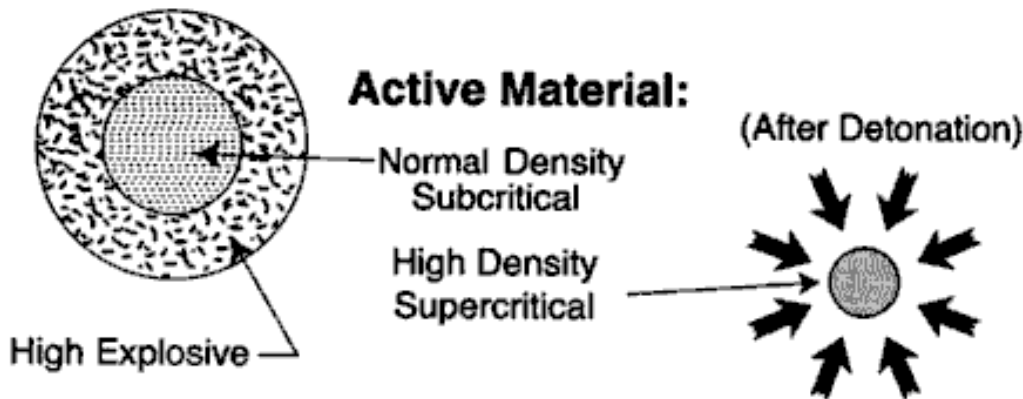 Active Material:
(After Detonation)
Normal Density
Subcritical
High Density
Supercritical
High Explosive